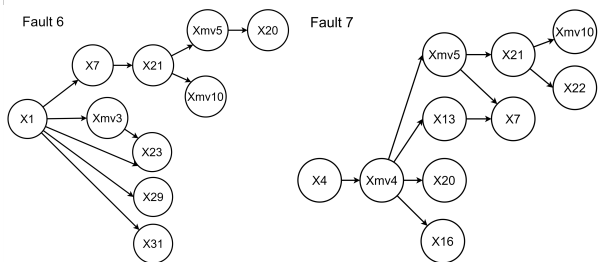 Fault 6
Xmv5
X20
X7
X21
Xmv10
X1
Xmv3
X23
X29
X31
Fault 7
Xmv10
Xmv5
X21
X22
X13
X7
X4
Xmv4
X20
X16